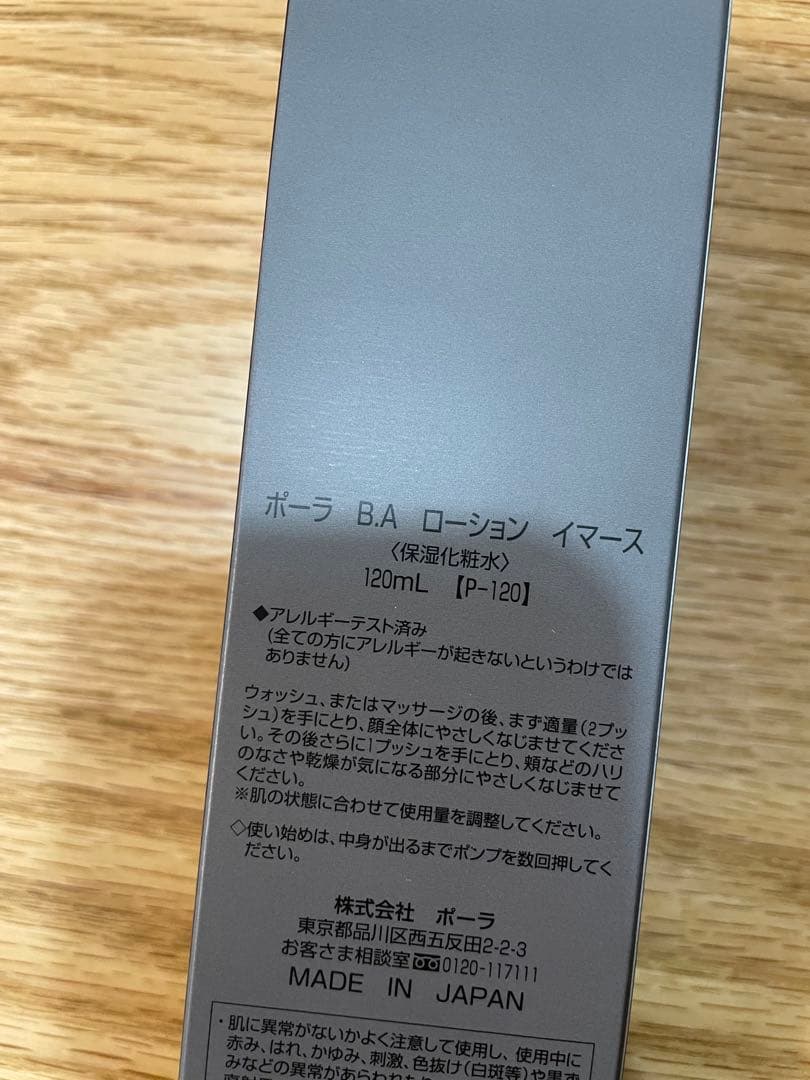 ポーラ B.A ローション イマース
〈保湿化粧水〉
120mL 【P-120】
◆アレルギーテスト済み
(全ての方にアレルギーが起きないというわけでは
ありません)
ウォッシュ、またはマッサージの後、まず適量(2プッ
シュ)を手にとり、顔全体にやさしくなじませてくださ
い。その後さらに1プッシュを手にとり、頬などのハリ
のなさや乾燥が気になる部分にやさしくなじませて
ください。
※肌の状態に合わせて使用量を調整してください。
◇使い始めは、中身が出るまでポンプを数回押してく
ださい。
株式会社 ポーラ
東京都品川区西五反田2-2-3
お客さま相談室 0120-117111
MADE IN JAPAN
・肌に異常がないかよく注意して使用し、使用中に
赤み、はれ、かゆみ、刺激、色抜け(白斑等)や黒ず
みなどの異常があらわれた